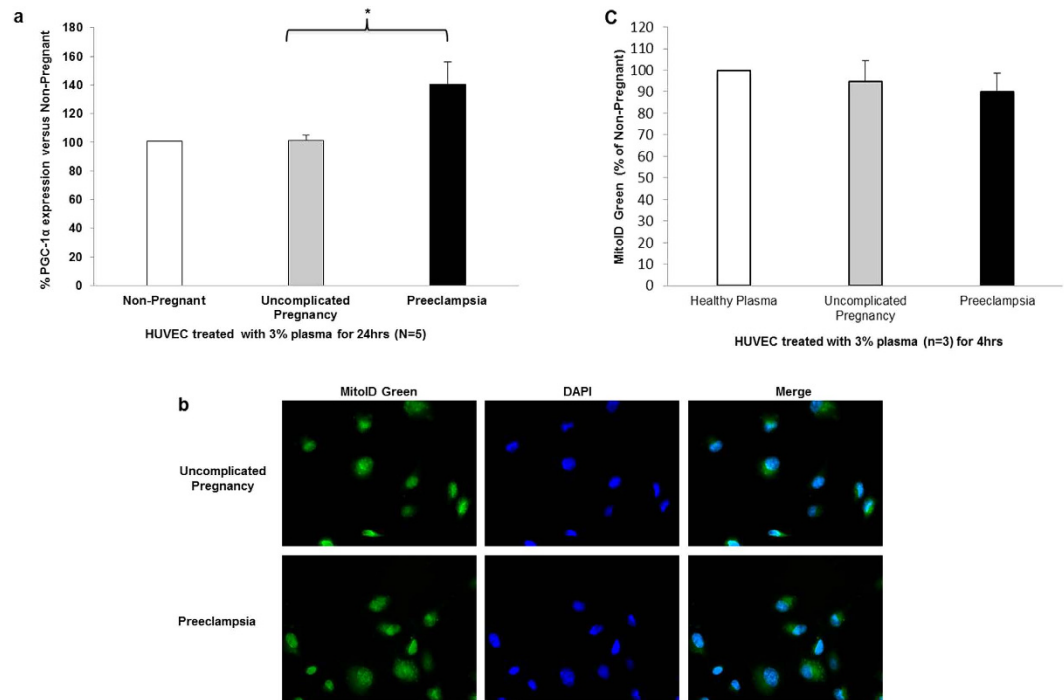 a
% PGC-1α expression versus Non-Pregnant
180
160
140
120
100
80
60
40
20
0
*
Non-Pregnant
Uncomplicated
Pregnancy
Preeclampsia
HUVEC treated with 3% plasma for 24hrs (N=5)
C
MitoID Green (% of Non-Pregnant)
120
110
100
90
80
70
60
50
40
30
20
10
0
Healthy Plasma
Uncomplicated
Pregnancy
Preeclampsia
HUVEC treated with 3% plasma (n=3) for 4hrs
b
MitoID Green
DAPI
Merge
Uncomplicated
Pregnancy
Preeclampsia